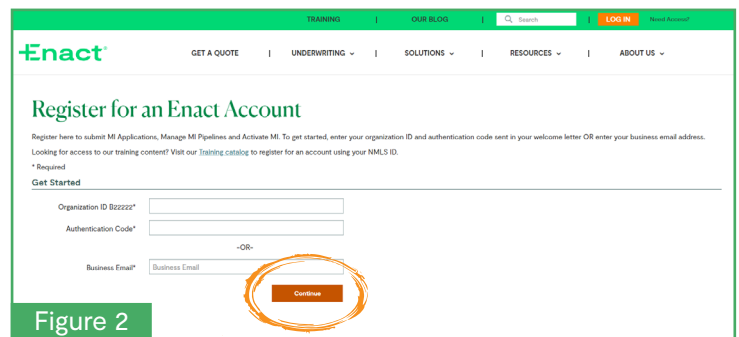 TRAINING | OUR BLOG | Search | LOG IN Need Access?
Enact GET A QUOTE | UNDERWRITING | SOLUTIONS | RESOURCES | ABOUT US
Register for an Enact Account
Register here to submit MI Applications, Manage MI Pipelines and Activate MI. To get started, enter your organization ID and authentication code sent in your welcome letter OR enter your business email address.
Looking for access to our training content? Visit our Training catalog to register for an account using your NMLS ID.
* Required
Get Started
Organization ID B22222*
Authentication Code*
-OR-
Business Email* Business Email
Continue
Figure 2